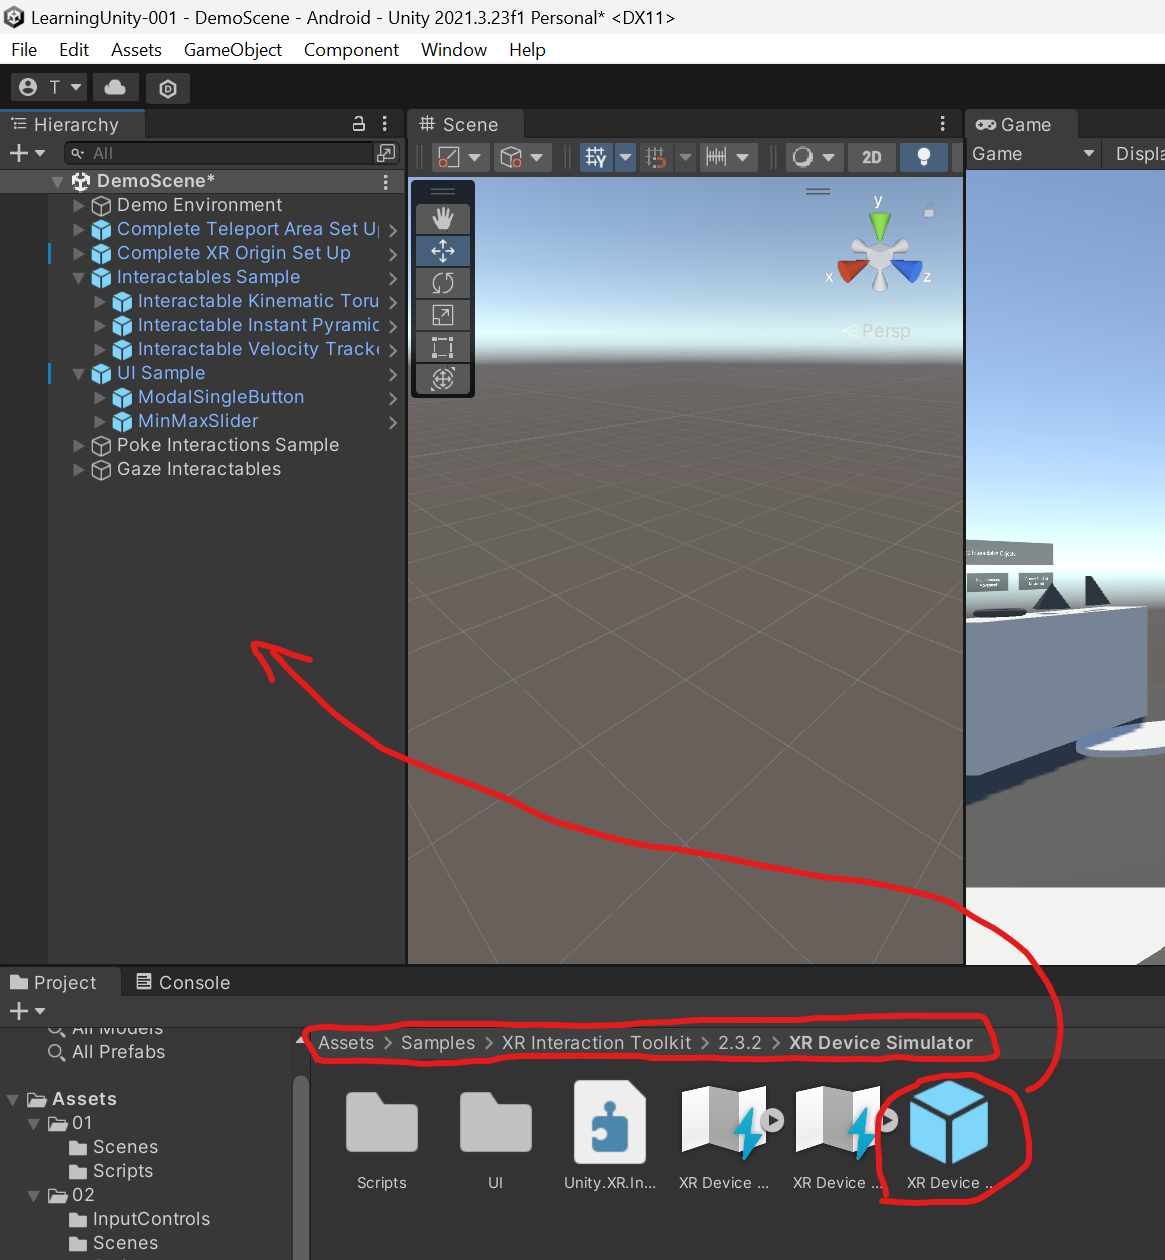 LearningUnity-001 - DemoScene - Android - Unity 2021.3.23f1 Personal* <DX11>
File Edit Assets GameObject Component Window Help
T
Hierarchy
All
DemoScene*
Demo Environment
Complete Teleport Area Set Up
Complete XR Origin Set Up
Interactables Sample
Interactable Kinematic Toru
Interactable Instant Pyramid
Interactable Velocity Tracke
UI Sample
ModalSingleButton
MinMaxSlider
Poke Interactions Sample
Gaze Interactables
Scene
2D
y
x
z
Persp
Game
Game Displa
Project Console
All Models
All Prefabs
Assets
01
Scenes
Scripts
02
InputControls
Scenes
Assets > Samples > XR Interaction Toolkit > 2.3.2 > XR Device Simulator
Scripts UI Unity.XR.In... XR Device ... XR Device ... XR Device ...